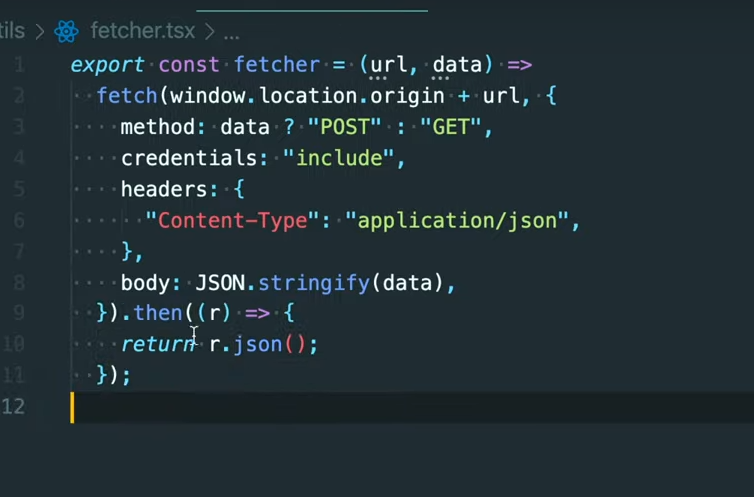 tils > fetcher.tsx > ...
1 export const fetcher = (url, data) =>
2 fetch(window.location.origin + url, {
3 method: data ? "POST" : "GET",
4 credentials: "include",
5 headers: {
6 "Content-Type": "application/json",
7 },
8 body: JSON.stringify(data),
9 }).then((r) => {
10 return r.json();
11 });
12